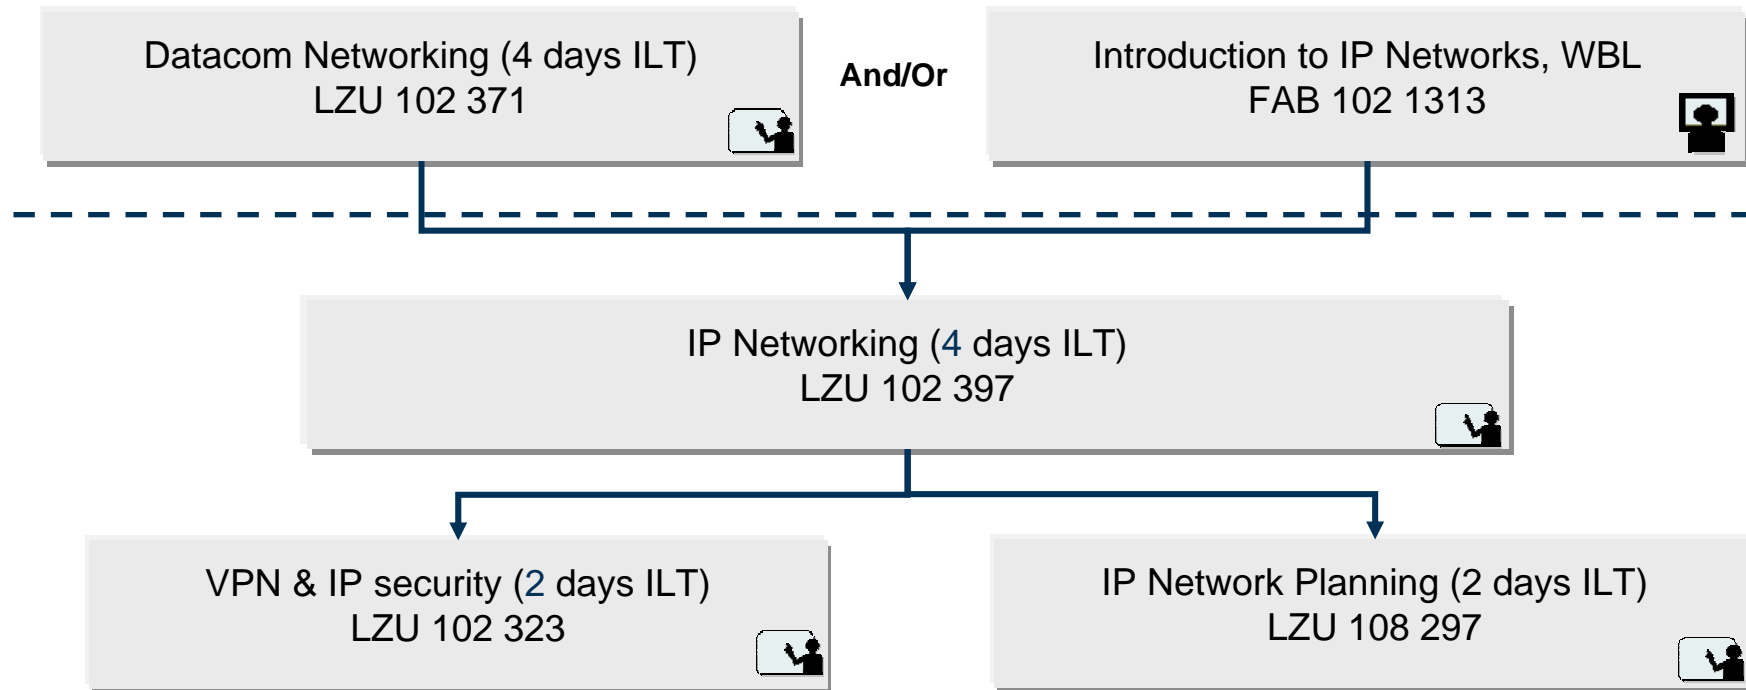 Datacom Networking (4 days ILT)
LZU 102 371
And/Or
Introduction to IP Networks, WBL
FAB 102 1313
IP Networking (4 days ILT)
LZU 102 397
VPN & IP security (2 days ILT)
LZU 102 323
IP Network Planning (2 days ILT)
LZU 108 297